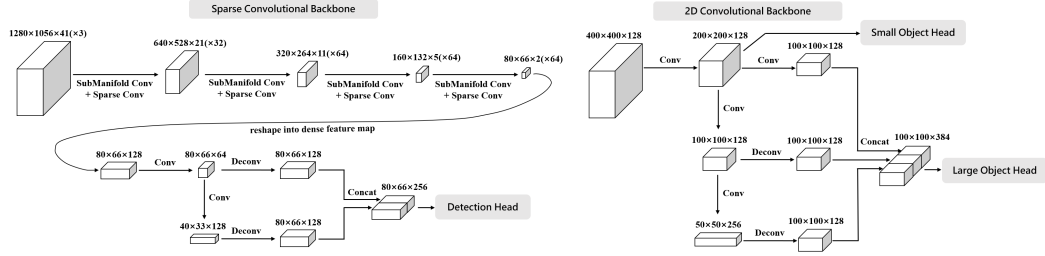 Sparse Convolutional Backbone
1280×1056×41(×3)
640×528×21(×32)
320×264×11(×64)
160×132×5(×64)
80×66×2(×64)
SubManifold Conv
+ Sparse Conv
SubManifold Conv
+ Sparse Conv
SubManifold Conv
+ Sparse Conv
SubManifold Conv
+ Sparse Conv
reshape into dense feature map
80×66×128
Conv
80×66×64
Deconv
80×66×128
Conv
Concat
80×66×256
Detection Head
40×33×128
Deconv
80×66×128
2D Convolutional Backbone
400×400×128
Conv
200×200×128
Small Object Head
Conv
100×100×128
Conv
100×100×128
Deconv
100×100×128
Concat
100×100×384
Large Object Head
Conv
50×50×256
Deconv
100×100×128